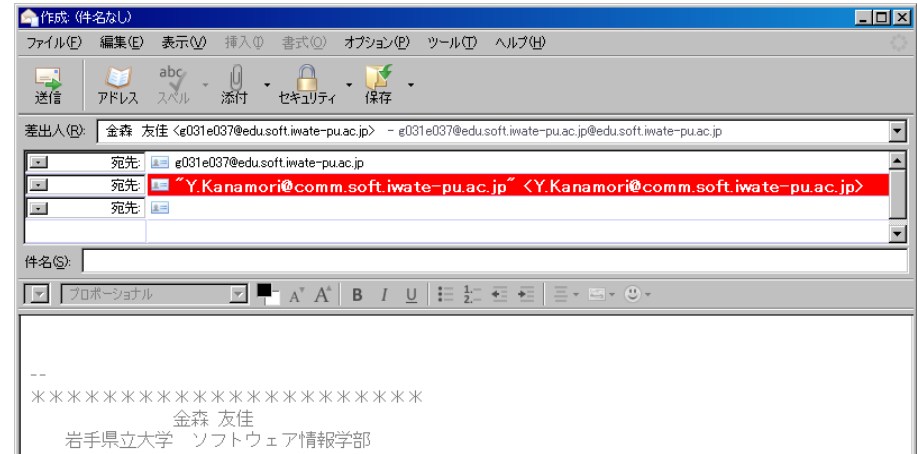 作成: (件名なし)
ファイル(F) 編集(E) 表示(V) 挿入(I) 書式(O) オプション(P) ツール(T) ヘルプ(H)
送信 アドレス abc スペル 添付 セキュリティ 保存
差出人(R): 金森 友佳 <g031e037@edu.soft.iwate-pu.ac.jp> - g031e037@edu.soft.iwate-pu.ac.jp@edu.soft.iwate-pu.ac.jp
宛先: g031e037@edu.soft.iwate-pu.ac.jp
宛先: "Y.Kanamori@comm.soft.iwate-pu.ac.jp" <Y.Kanamori@comm.soft.iwate-pu.ac.jp>
宛先:
件名(S):
プロポーショナル A A B I U
--
＊＊＊＊＊＊＊＊＊＊＊＊＊＊＊＊＊＊＊＊＊＊
金森 友佳
岩手県立大学 ソフトウェア情報学部